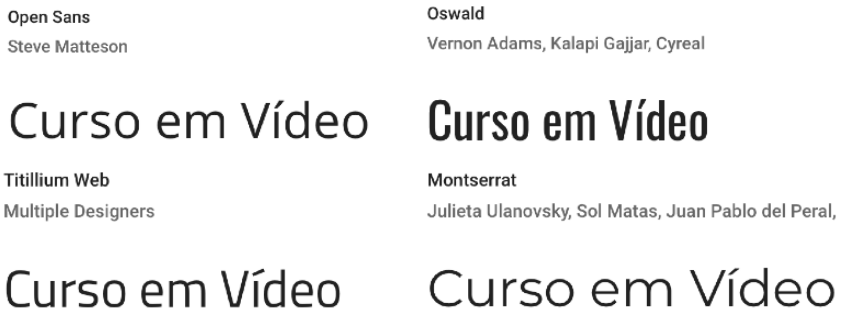 Open Sans
Steve Matteson
Curso em Vídeo
Oswald
Vernon Adams, Kalapi Gajjar, Cyreal
Curso em Vídeo
Titillium Web
Multiple Designers
Curso em Vídeo
Montserrat
Julieta Ulanovsky, Sol Matas, Juan Pablo del Peral,
Curso em Vídeo